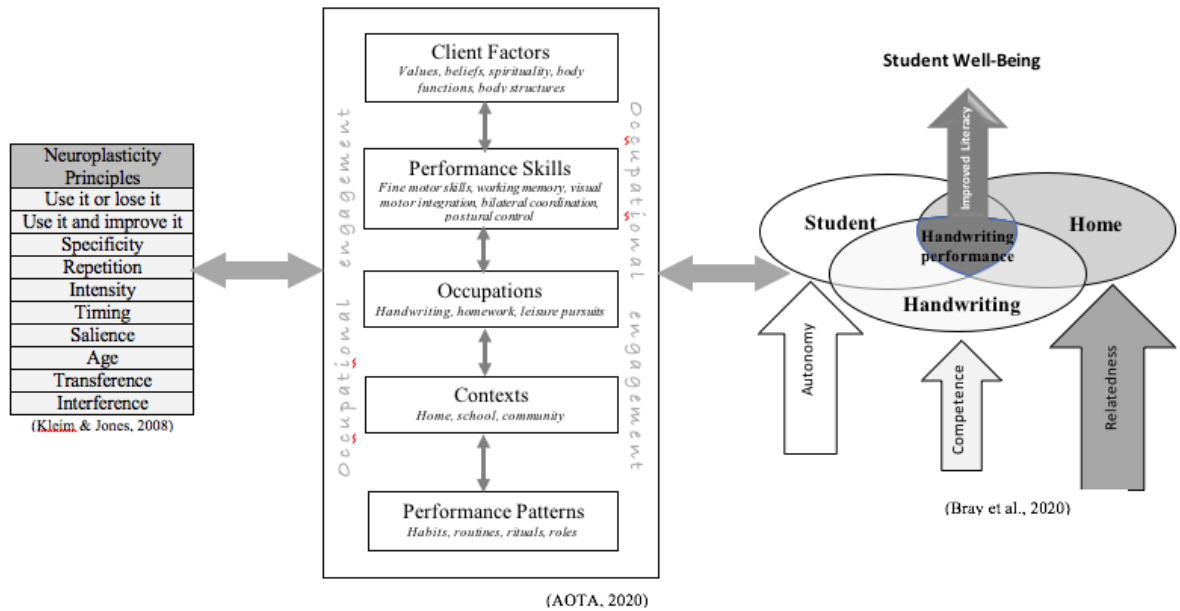 Neuroplasticity
Principles
Use it or lose it
Use it and improve it
Specificity
Repetition
Intensity
Timing
Salience
Age
Transference
Interference
(Kleim & Jones, 2008)
Occupational engagement
Client Factors
Values, beliefs, spirituality, body
functions, body structures
Performance Skills
Fine motor skills, working memory, visual
motor integration, bilateral coordination,
postural control
Occupations
Handwriting, homework, leisure pursuits
Contexts
Home, school, community
Performance Patterns
Habits, routines, rituals, roles
Occupational engagement
(AOTA, 2020)
Student Well-Being
Improved Literacy
Student
Home
Handwriting
performance
Handwriting
Autonomy
Competence
Relatedness
(Bray et al., 2020)